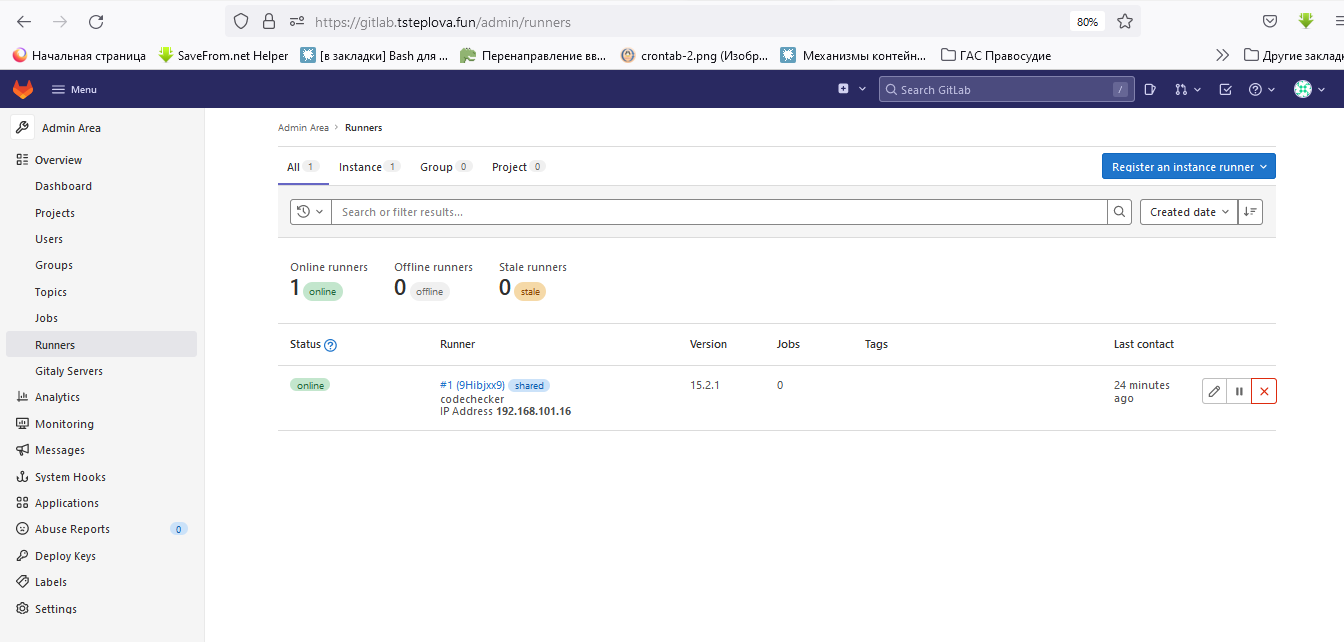 https://gitlab.tsteplova.fun/admin/runners 80%
Начальная страница SaveFrom.net Helper [в закладки] Bash для ... Перенаправление вв... crontab-2.png (Изобр... Механизмы контейн... ГАС Правосудие Другие заклад
Menu Search GitLab /
Admin Area
Overview
Dashboard
Projects
Users
Groups
Topics
Jobs
Runners
Gitaly Servers
Analytics
Monitoring
Messages
System Hooks
Applications
Abuse Reports 0
Deploy Keys
Labels
Settings
Admin Area > Runners
All 1 Instance 1 Group 0 Project 0 Register an instance runner
Search or filter results... Created date
Online runners Offline runners Stale runners
1 online 0 offline 0 stale
Status ? Runner Version Jobs Tags Last contact
online #1 (9Hibjxx9) shared 15.2.1 0 24 minutes
codechecker ago
IP Address 192.168.101.16